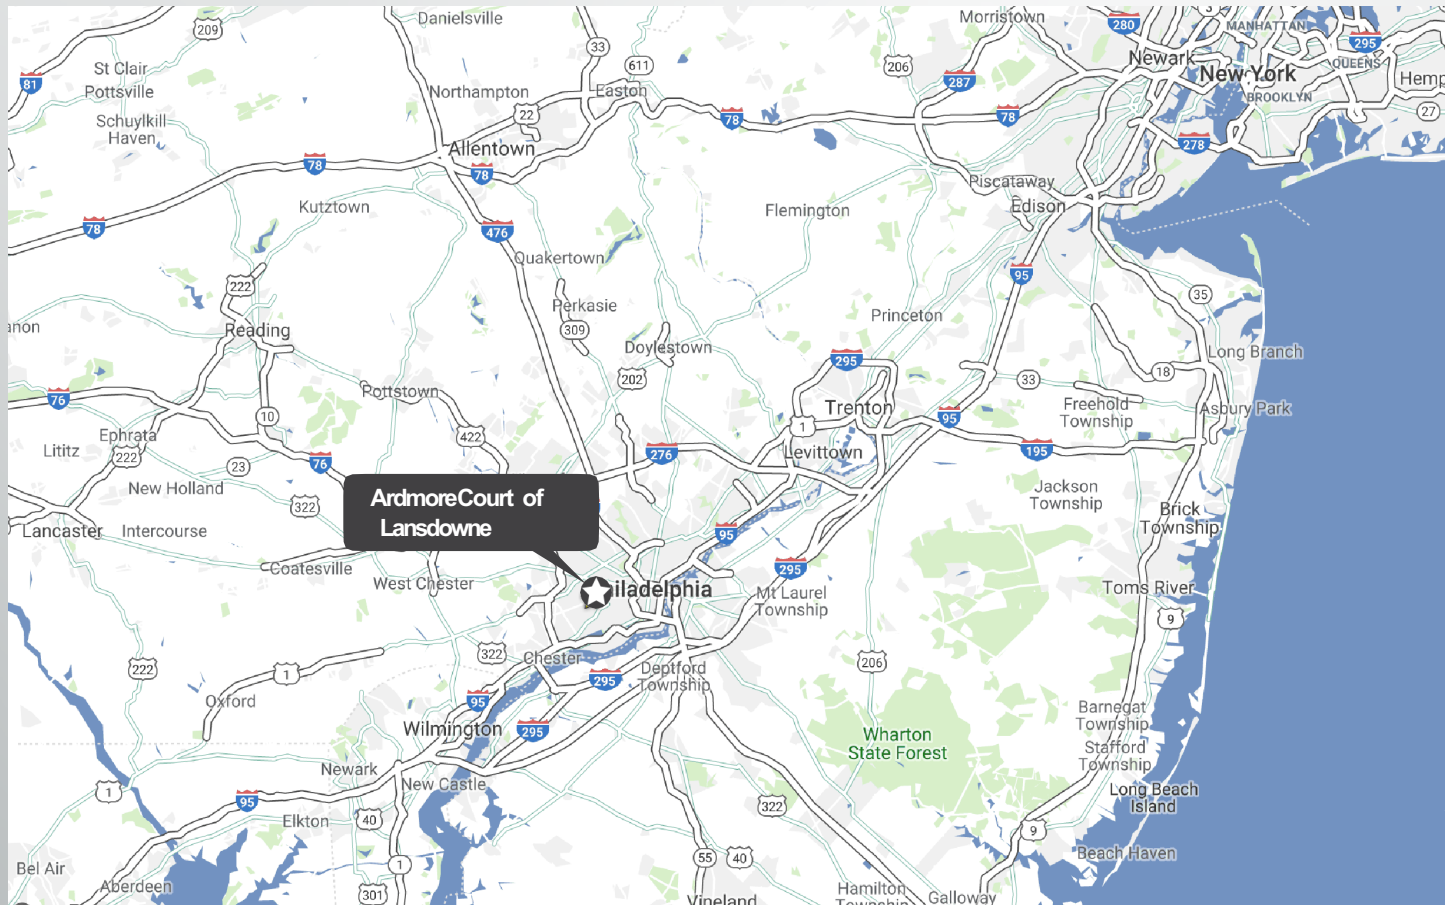 Danielsville
Morristown
280
3
MANHATTAN
209
33
295
Newark
QUEENS
St Clair
611
206
New York
81
287
Hemp
Pottsville
Northampton
Easton
BROOKLYN
22
78
78
27
Schuylkill
Haven
278
Allentown
78
78
Piscataway
Kutztown
Flemington
Edison
78
476
Quakertown
95
222
35
Perkasie
Princeton
anon
Reading
309
Doylestown
Long Branch
295
202
33
18
76
Pottstown
Trenton
Freehold
Township
Asbury Park
10
1
95
Ephrata
422
Lititz
222
276
Levittown
195
23
76
New Holland
Jackson
Township
322
ArdmoreCourt of
Lansdowne
Brick
Township
Lancaster
Intercourse
95
Coatesville
295
West Chester
iladelphia
Mt Laurel
Township
Toms River
9
322
Chester
222
206
1
Deptford
Township
295
Oxford
95
Barnegat
Township
Wilmington
295
Wharton
State Forest
Stafford
Township
Newark
New Castle
1
Long Beach
Island
95
322
Elkton
40
9
Beach Haven
55
40
Bel Air
1
Aberdeen
301
Hamilton
Township
Galloway
Vineland